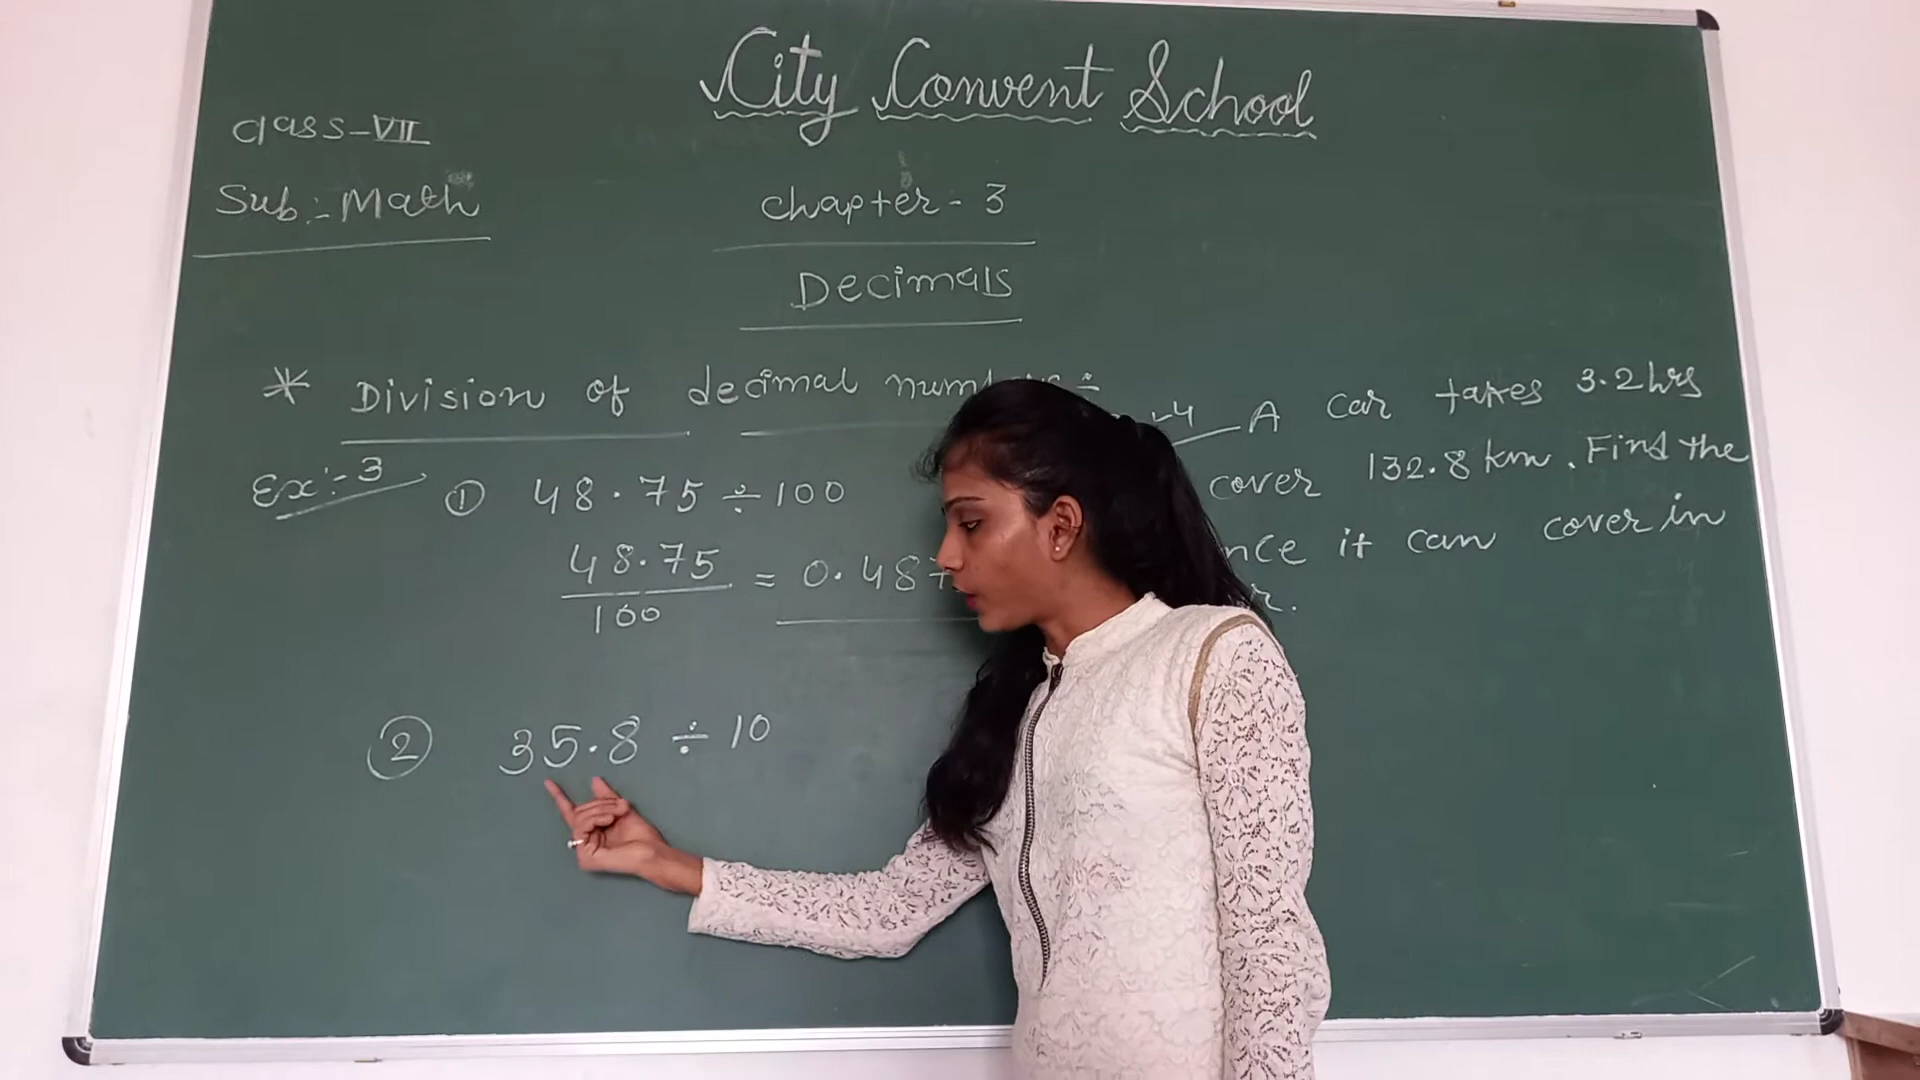 City Convent School
Class-VII
Sub:-Math
Chapter-3
Decimals
* Division of decimal
Ex:-3 ① 48.75 ÷ 100
48.75
100
= 0.487
② 35.8 ÷ 10
-4 A car takes 3.2hrs
cover 132.8 km. Find the
it can cover in